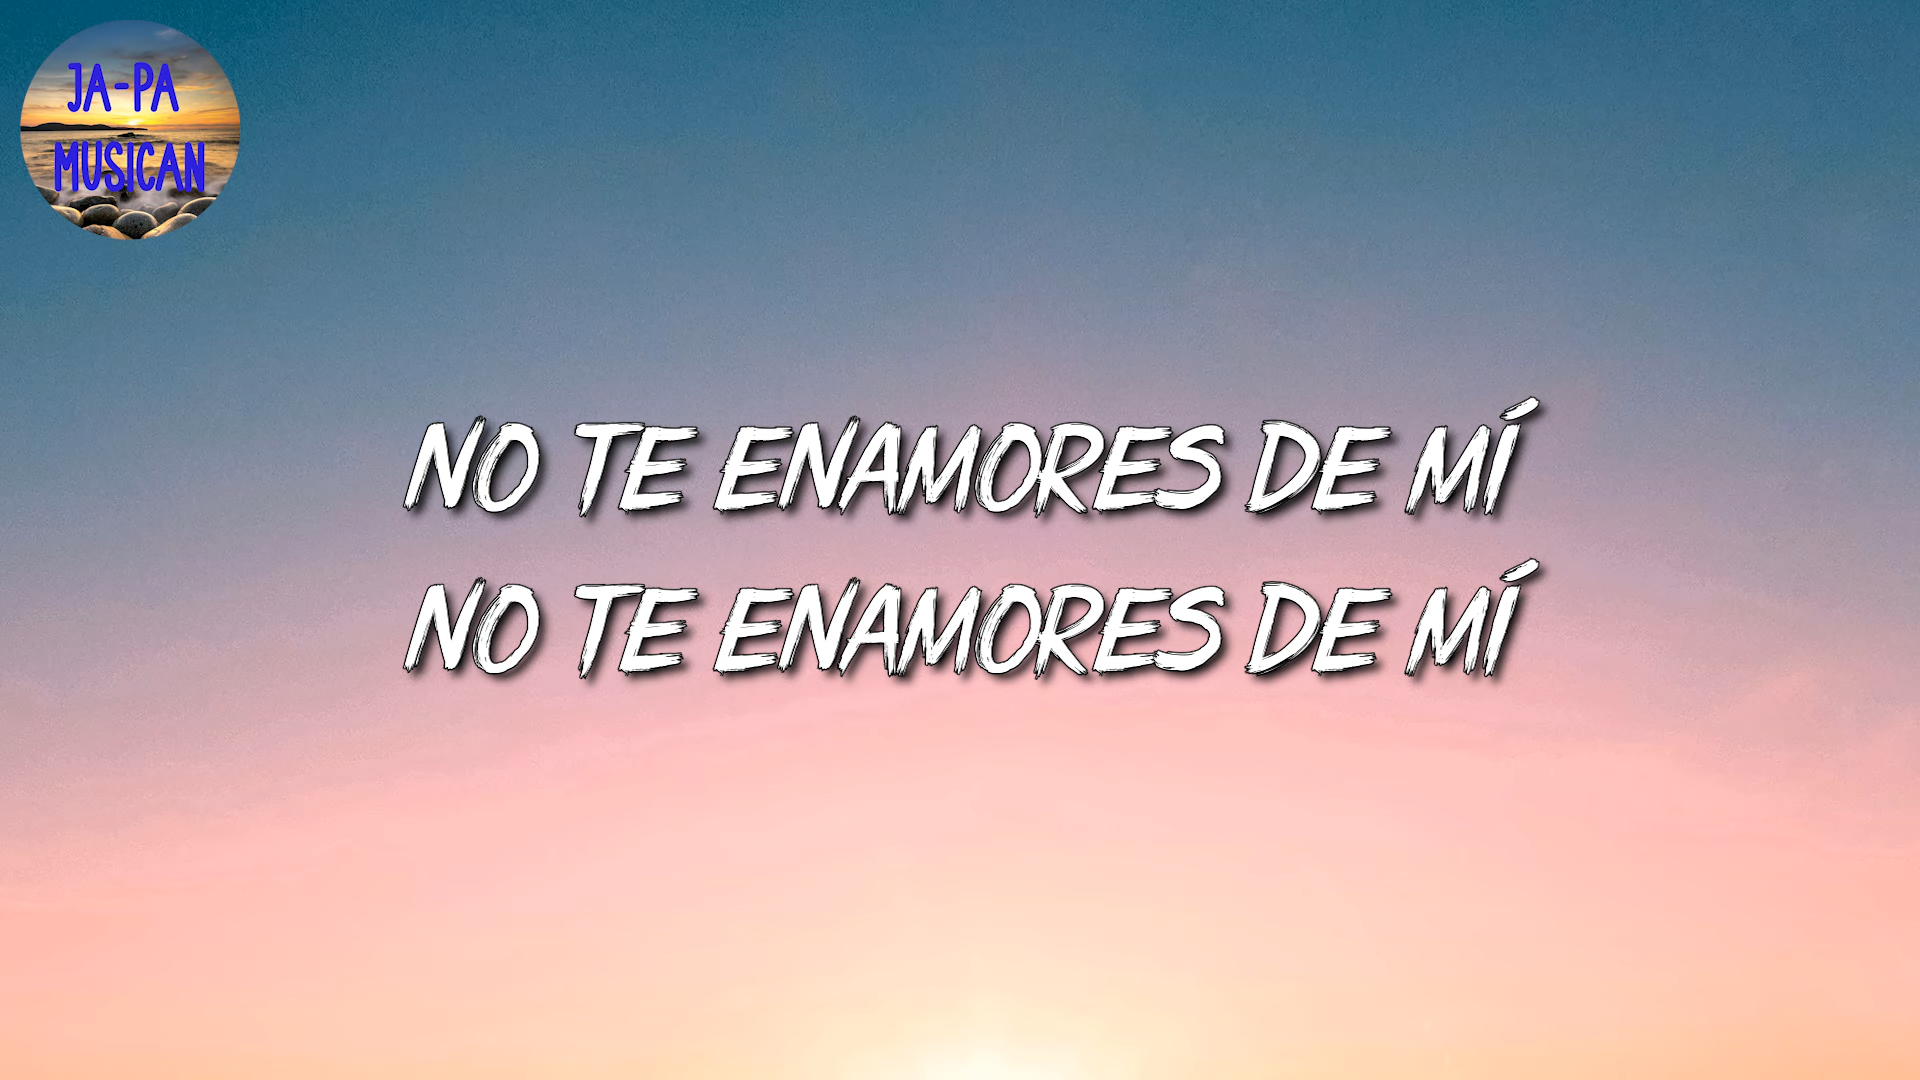 JA-PA
MUSICAN
NO TE ENAMORES DE MÍ
NO TE ENAMORES DE MÍ